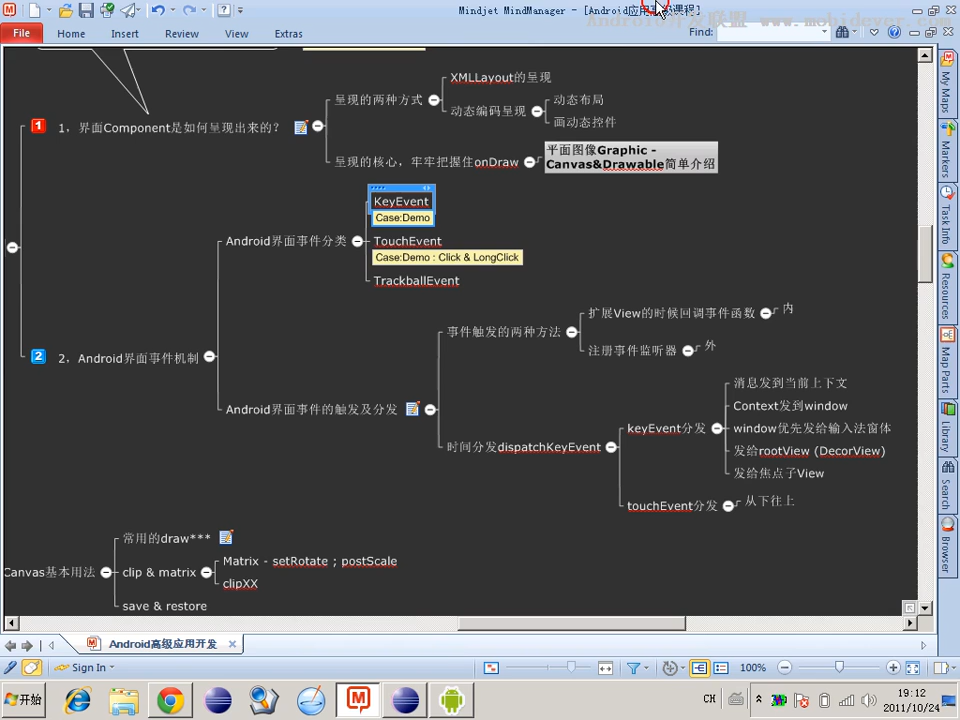 Mindjet MindManager - [Android应用高级课程]
Android开发联盟 www.mobidever.com
File Home Insert Review View Extras Find:
XMLLayout的呈现
呈现的两种方式
动态编码呈现
动态布局
画动态控件
1 1，界面Component是如何呈现出来的？
呈现的核心，牢牢把握住onDraw
平面图像Graphic -
Canvas&Drawable简单介绍
KeyEvent
Case:Demo
Android界面事件分类
TouchEvent
Case:Demo : Click & LongClick
TrackballEvent
2 2，Android界面事件机制
事件触发的两种方法
扩展View的时候回调事件函数
内
注册事件监听器
外
Android界面事件的触发及分发
时间分发dispatchKeyEvent
keyEvent分发
消息发到当前上下文
Context发到window
window优先发给输入法窗体
发给rootView (DecorView)
发给焦点子View
touchEvent分发
从下往上
常用的draw***
Canvas基本用法
clip & matrix
Matrix - setRotate ; postScale
clipXX
save & restore
My Maps
Markers
Task Info
Resources
Map Parts
Library
Search
Browser
Android高级应用开发
Sign In
100%
开始
CH
19:12
2011/10/24